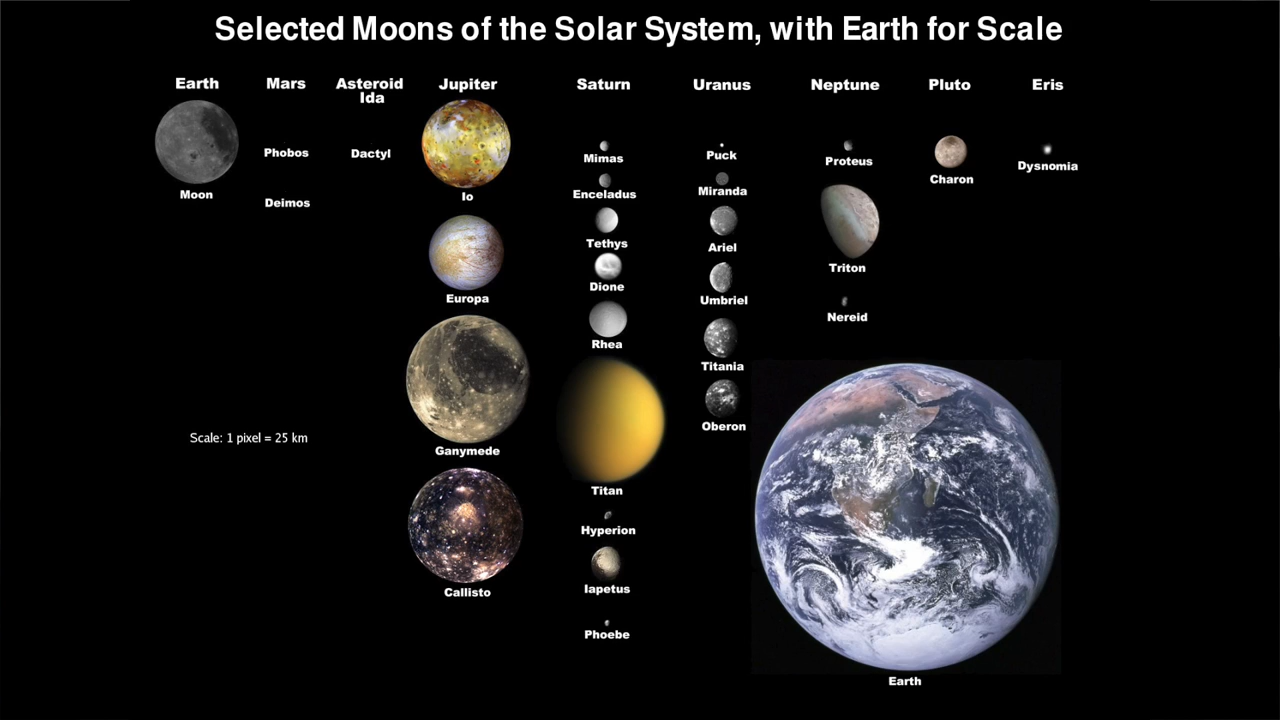 Selected Moons of the Solar System, with Earth for Scale
Earth
Mars
Asteroid
Ida
Jupiter
Saturn
Uranus
Neptune
Pluto
Eris
Moon
Phobos
Deimos
Dactyl
Io
Europa
Ganymede
Callisto
Mimas
Enceladus
Tethys
Dione
Rhea
Titan
Hyperion
Iapetus
Phoebe
Puck
Miranda
Ariel
Umbriel
Titania
Oberon
Proteus
Triton
Nereid
Charon
Dysnomia
Scale: 1 pixel = 25 km
Earth